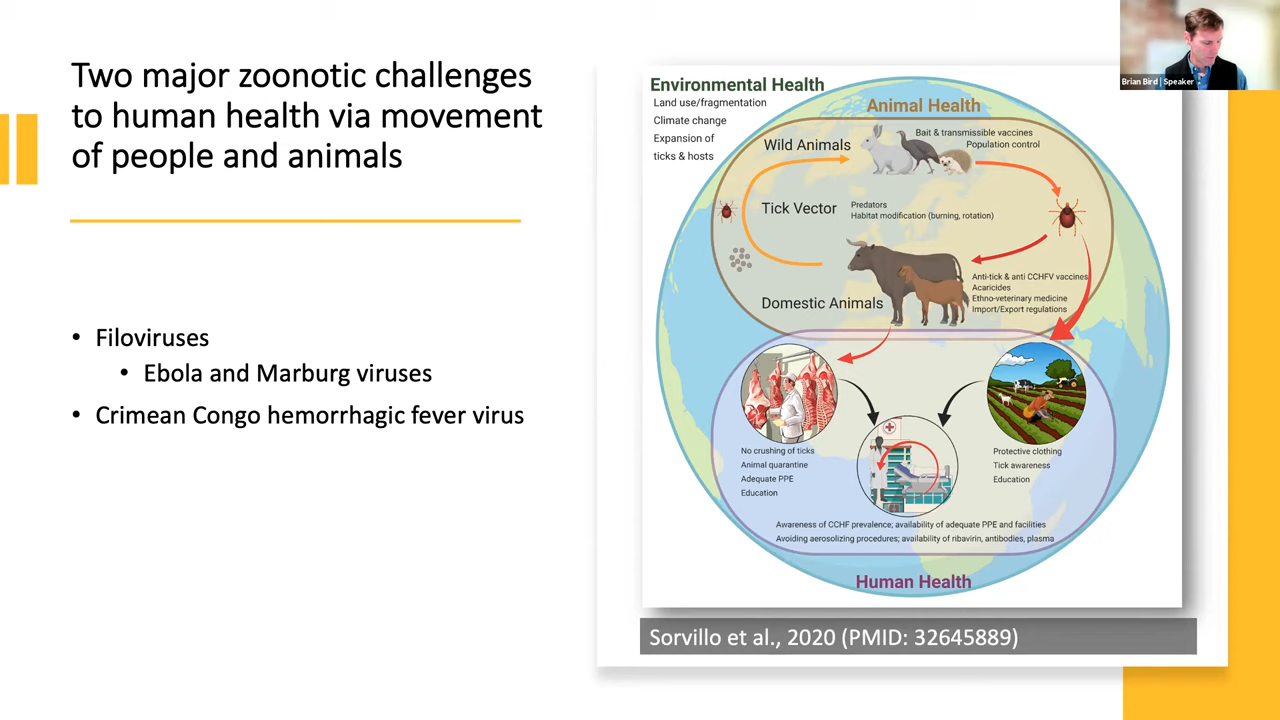 Two major zoonotic challenges
to human health via movement
of people and animals
• Filoviruses
• Ebola and Marburg viruses
• Crimean Congo hemorrhagic fever virus
Environmental Health
Land use/fragmentation
Climate change
Expansion of
ticks & hosts
Animal Health
Wild Animals
Bait & transmissible vaccines
Population control
Tick Vector
Predators
Habitat modification (burning, rotation)
Domestic Animals
Anti-tick & anti CCHFV vaccines
Acaricides
Ethno-veterinary medicine
Import/Export regulations
No crushing of ticks
Animal quarantine
Adequate PPE
Education
Protective clothing
Tick awareness
Education
Awareness of CCHF prevalence; availability of adequate PPE and facilities
Avoiding aerosolizing procedures; availability of ribavirin, antibodies, plasma
Human Health
Sorvillo et al., 2020 (PMID: 32645889)
Brian Bird | Speaker